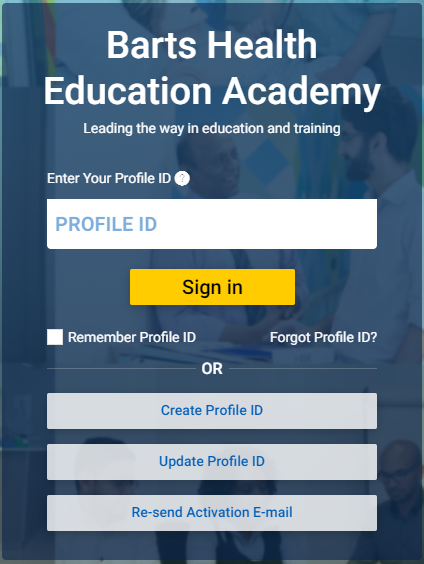 Barts Health
Education Academy
Leading the way in education and training
Enter Your Profile ID ?
PROFILE ID
Sign in
Remember Profile ID
Forgot Profile ID?
OR
Create Profile ID
Update Profile ID
Re-send Activation E-mail